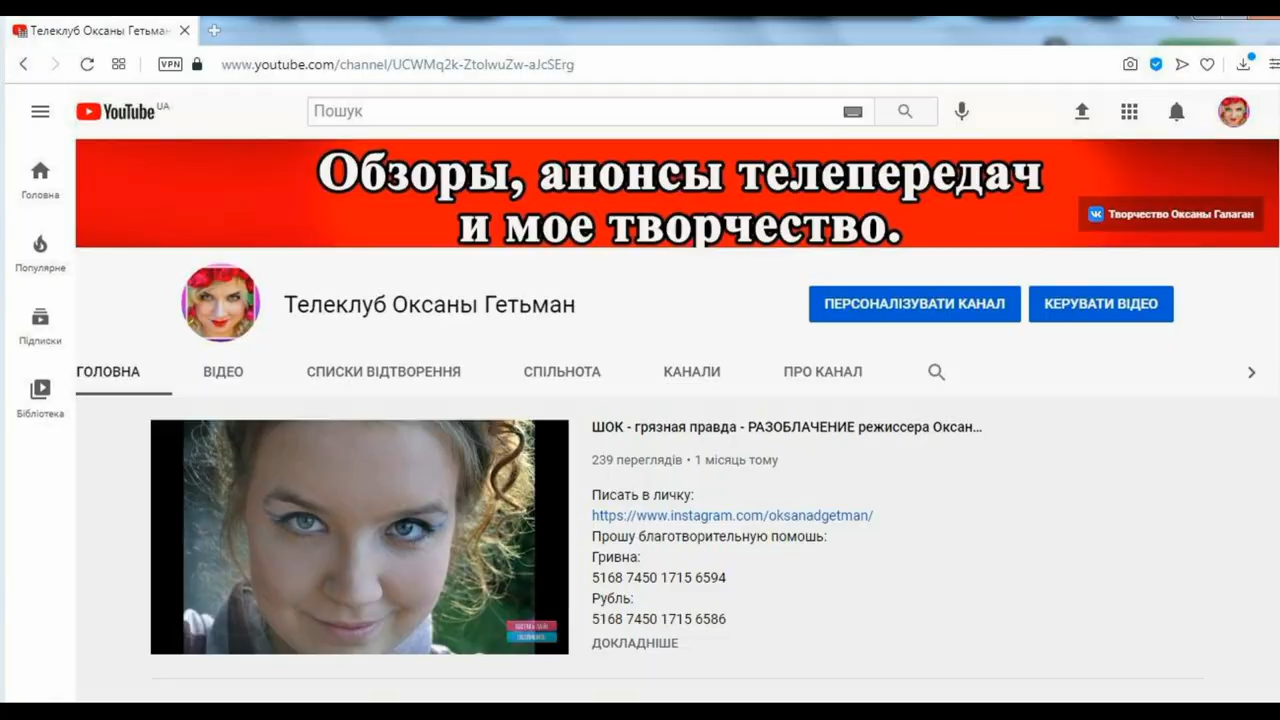 Телеклуб Оксаны Гетьман
VPN
www.youtube.com/channel/UCWMq2k-ZtolwuZw-aJcSErg
YouTube UA
Пошук
Обзоры, анонсы телепередач
и мое творчество.
Творчество Оксаны Галаган
Головна
Популярне
Підписки
Бібліотека
Телеклуб Оксаны Гетьман
ПЕРСОНАЛІЗУВАТИ КАНАЛ
КЕРУВАТИ ВІДЕО
ГОЛОВНА
ВІДЕО
СПИСКИ ВІДТВОРЕННЯ
СПІЛЬНОТА
КАНАЛИ
ПРО КАНАЛ
ШОК - грязная правда - РАЗОБЛАЧЕНИЕ режиссера Оксан...
239 переглядів • 1 місяць тому
Писать в личку:
https://www.instagram.com/oksanadgetman/
Прошу благотворительную помощь:
Гривна:
5168 7450 1715 6594
Рубль:
5168 7450 1715 6586
ДОКЛАДНІШЕ